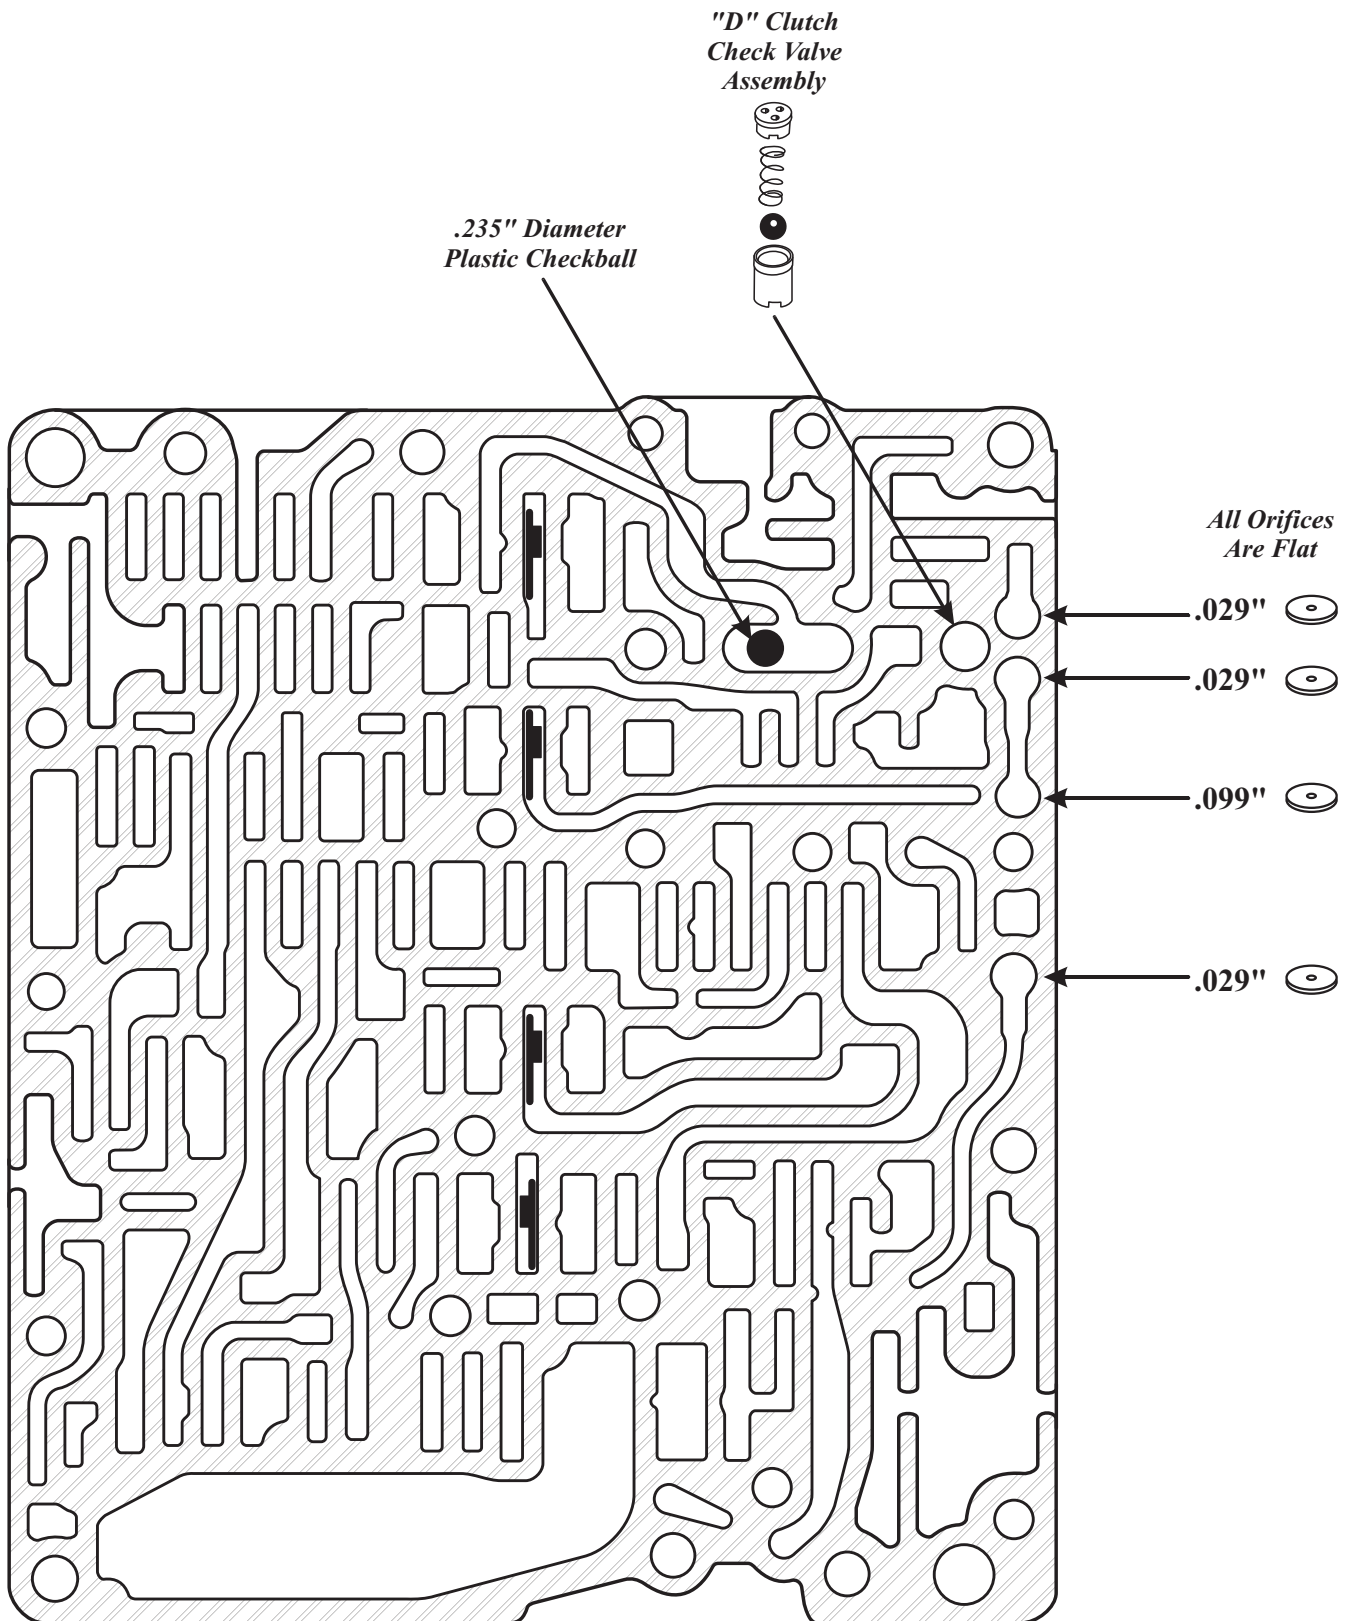 "D" Clutch
Check Valve
Assembly
.235" Diameter
Plastic Checkball
All Orifices
Are Flat
.029"
.029"
.099"
.029"